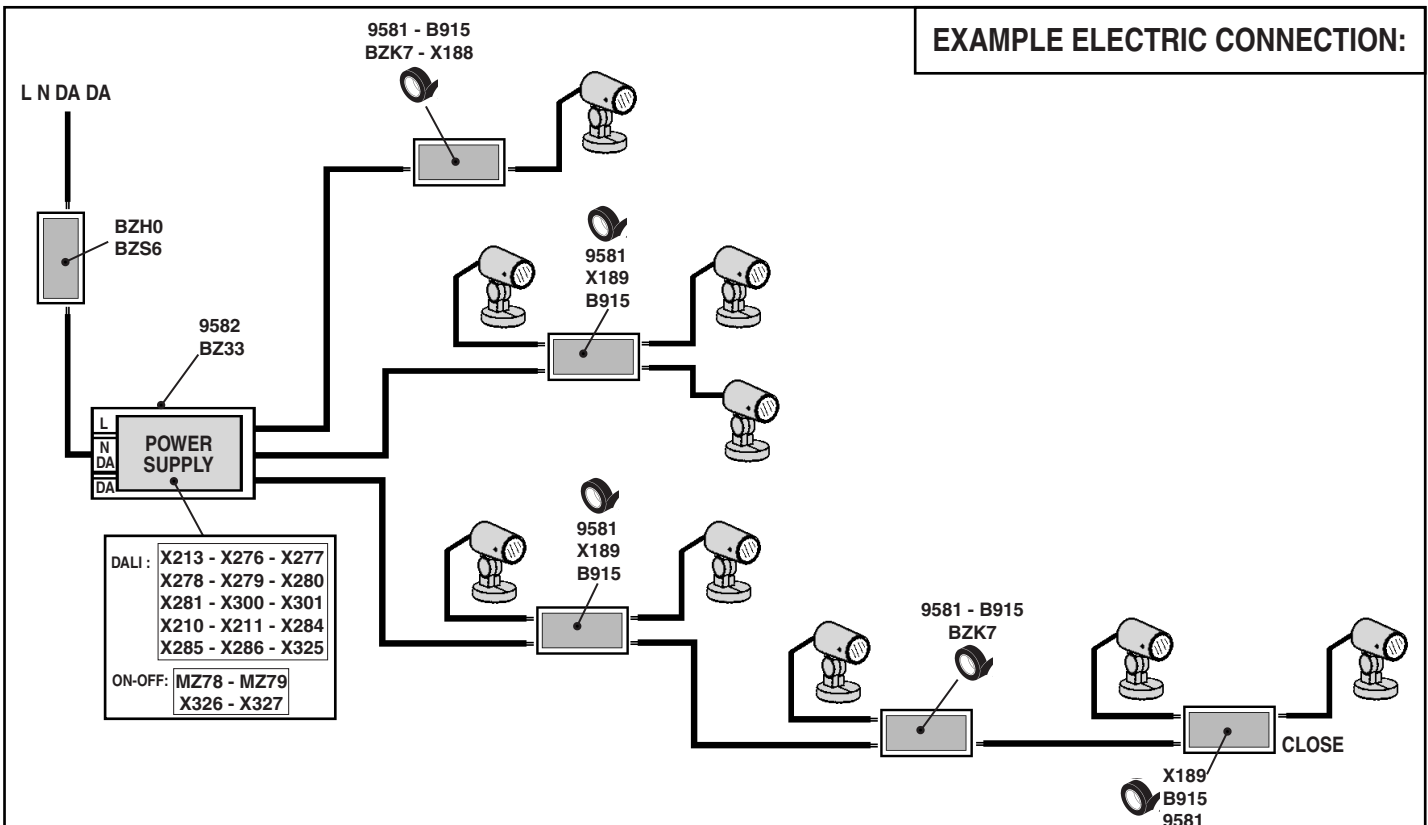 EXAMPLE ELECTRIC CONNECTION:
9581 - B915
BZK7 - X188
L N DA DA
BZH0
BZS6
9581
X189
B915
9582
BZ33
L
N
DA
DA
POWER
SUPPLY
9581
X189
B915
DALI : X213 - X276 - X277
X278 - X279 - X280
X281 - X300 - X301
X210 - X211 - X284
X285 - X286 - X325
ON-OFF: MZ78 - MZ79
X326 - X327
9581 - B915
BZK7
CLOSE
X189
B915
9581